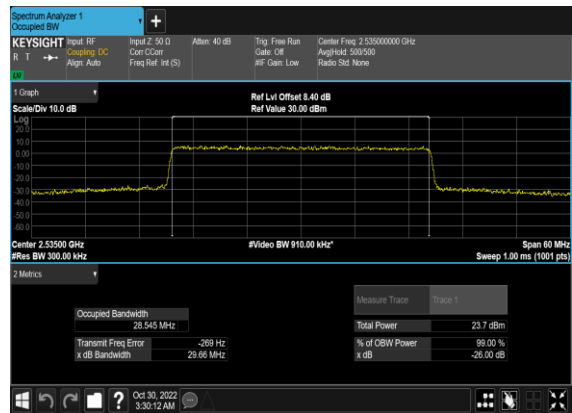 Spectrum Analyzer 1
Occupied BW
+
KEYSIGHT Input: RF Input Z: 50 Ω Atten: 40 dB Trig: Free Run Center Freq: 2.535000000 GHz
R T Coupling: DC Corr CCorr Gate: Off Avg|Hold: 500/500
Align: Auto Freq Ref: Int (S) #IF Gain: Low Radio Std: None
1 Graph
Ref Lvl Offset 8.40 dB
Scale/Div 10.0 dB Ref Value 30.00 dBm
Log
20.0
10.0
0.00
-10.0
-20.0
-30.0
-40.0
-50.0
-60.0
Center 2.53500 GHz #Video BW 910.00 kHz* Span 60 MHz
#Res BW 300.00 kHz Sweep 1.00 ms (1001 pts)
2 Metrics
Measure Trace Trace 1
Occupied Bandwidth
28.545 MHz Total Power 23.7 dBm
Transmit Freq Error -269 Hz % of OBW Power 99.00 %
x dB Bandwidth 29.66 MHz x dB -26.00 dB
? Oct 30, 2022
3:30:12 AM